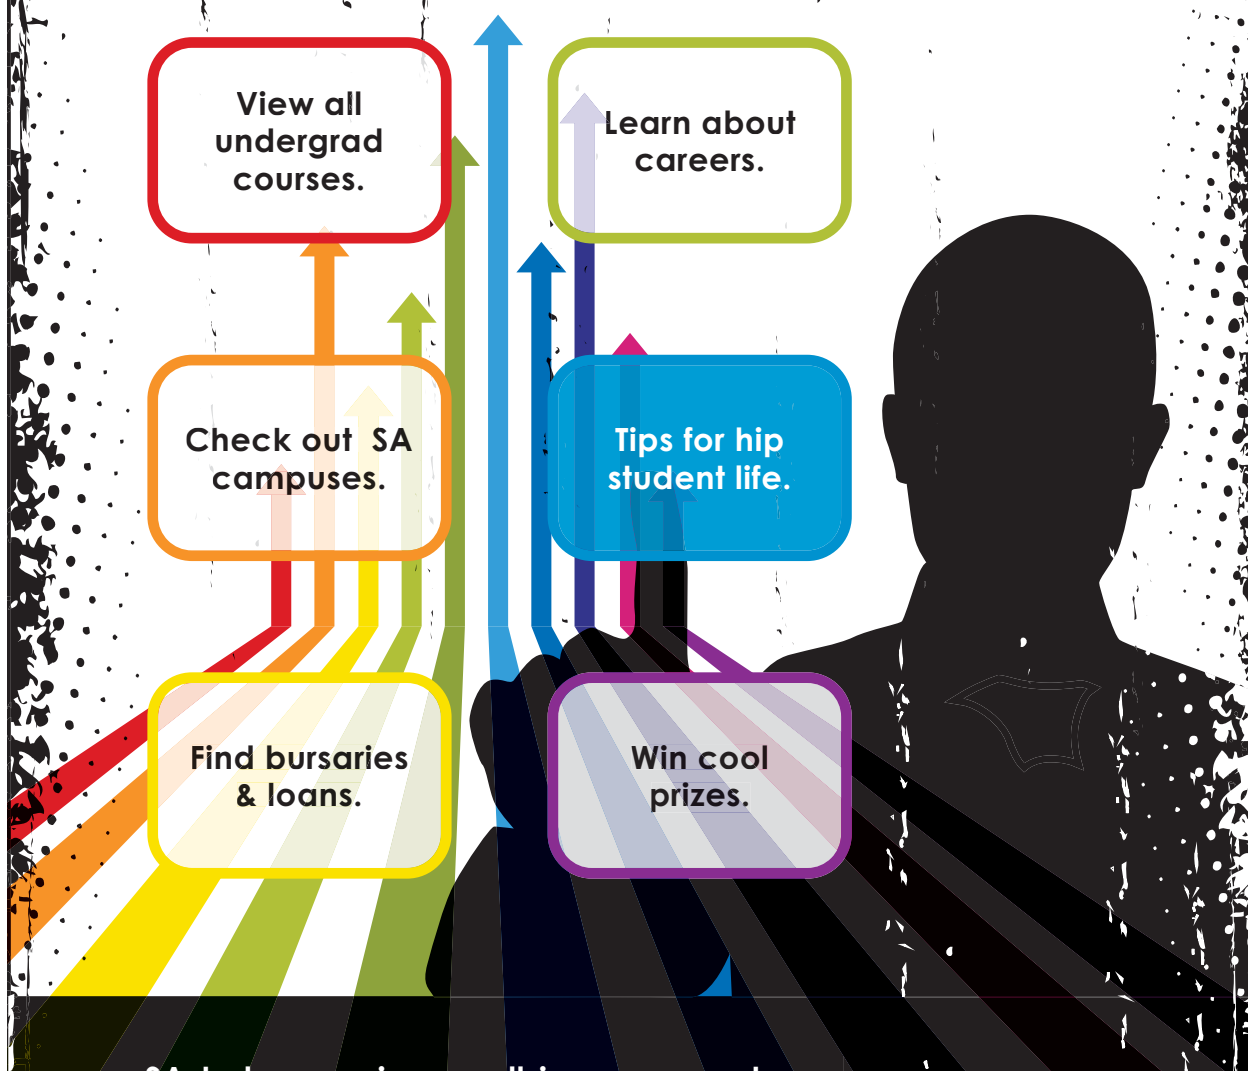 View all
undergrad
courses.
Learn about
careers.
Check out SA
campuses.
Tips for hip
student life.
Find bursaries
& loans.
Win cool
prizes.